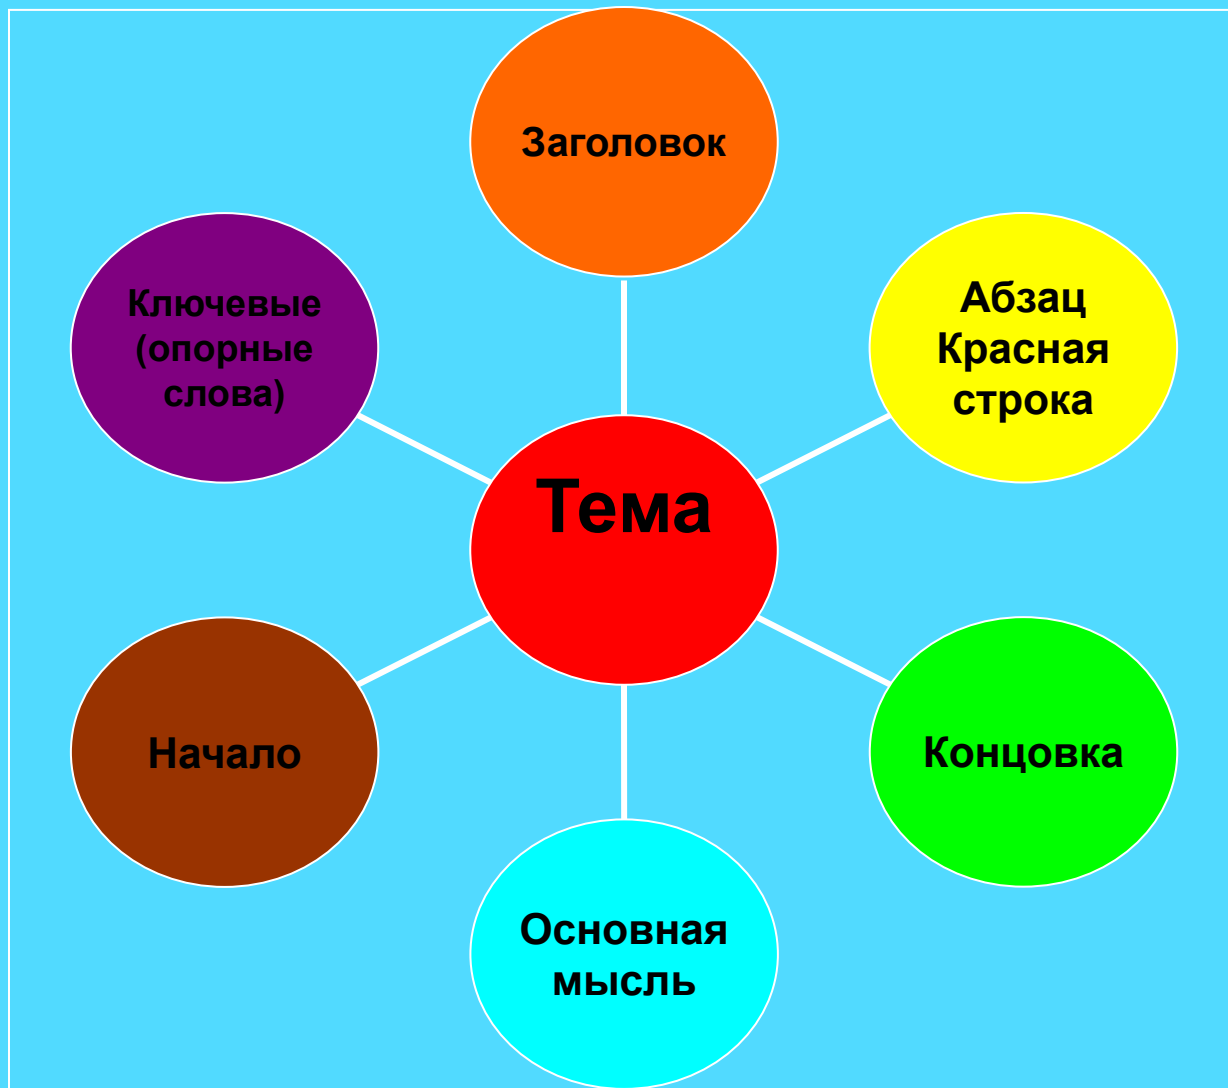 Заголовок
Ключевые
(опорные
слова)
Абзац
Красная
строка
Тема
Начало
Концовка
Основная
мысль